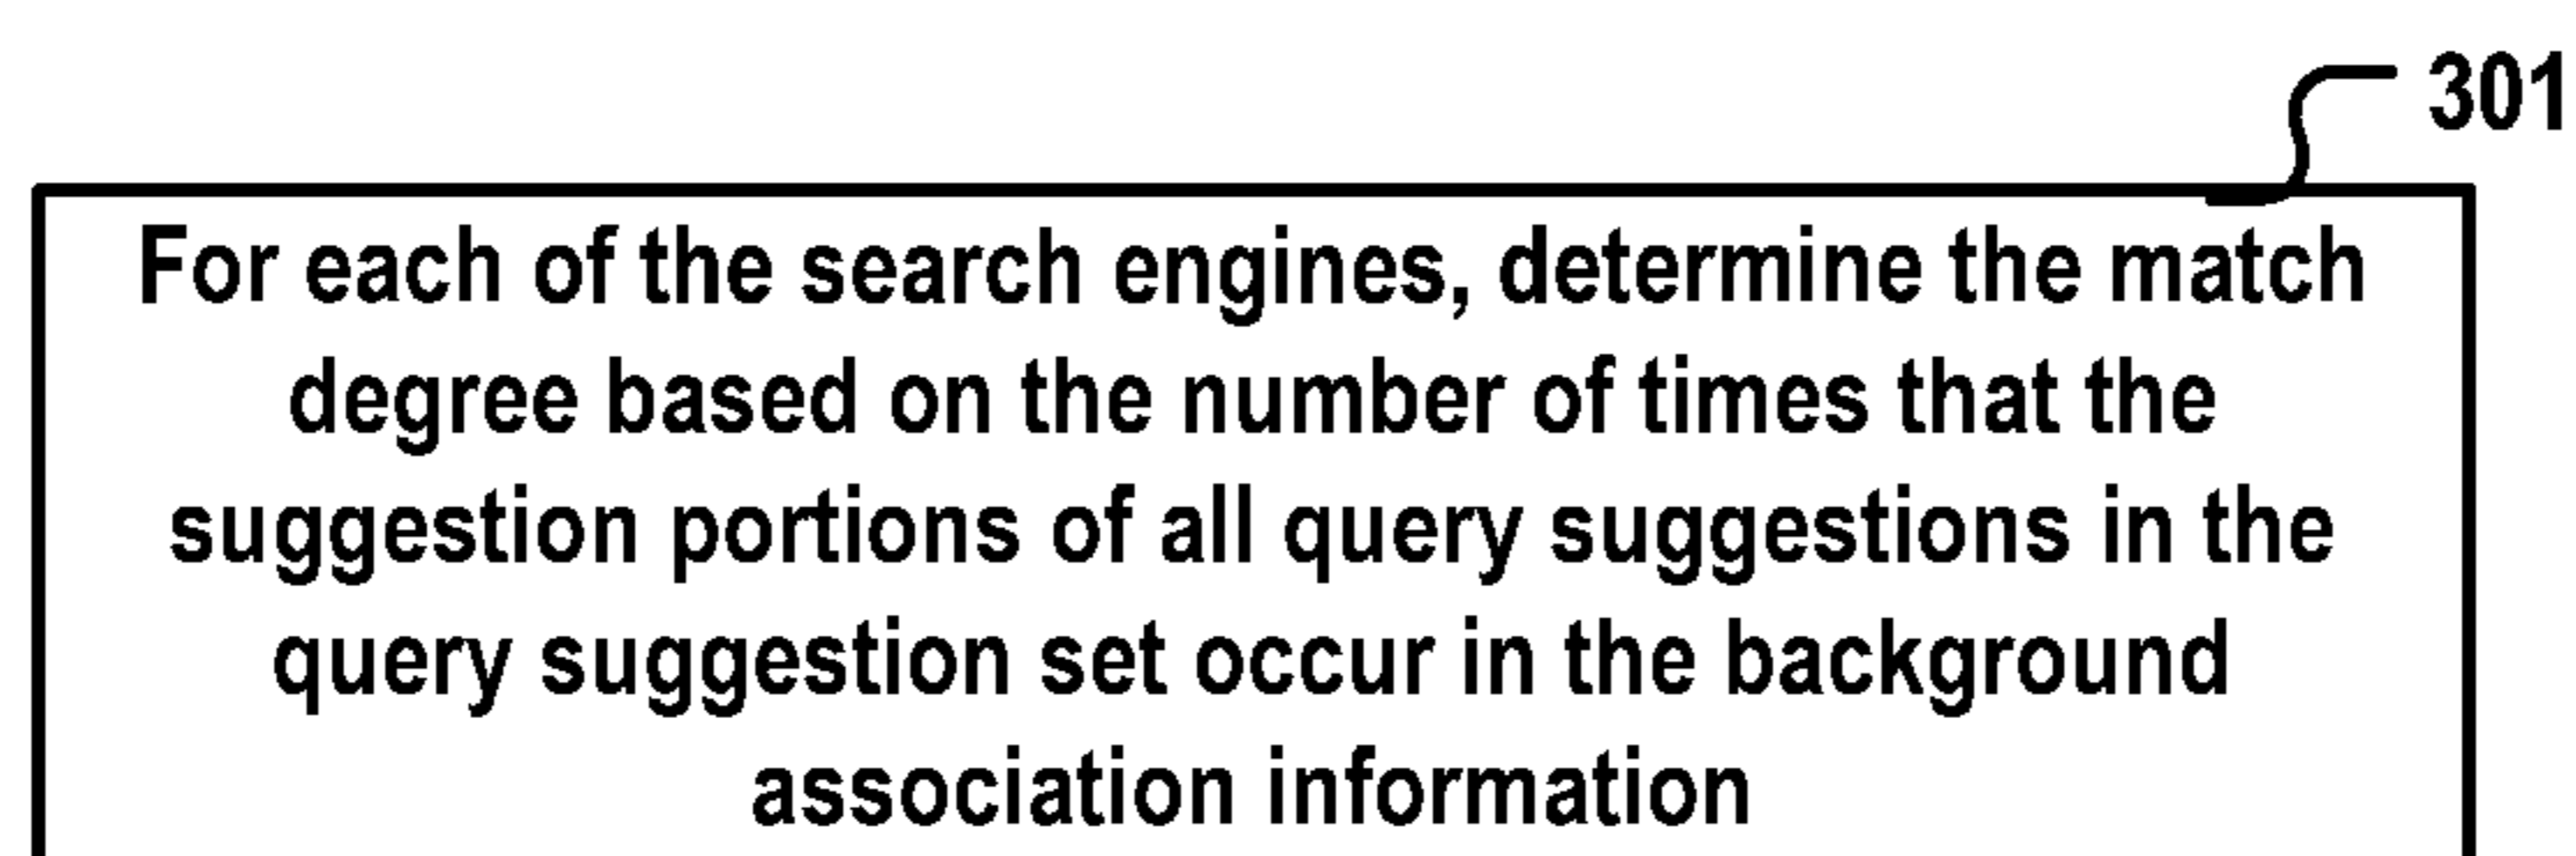 301
For each of the search engines, determine the match
degree based on the number of times that the
suggestion portions of all query suggestions in the
query suggestion set occur in the background
association information